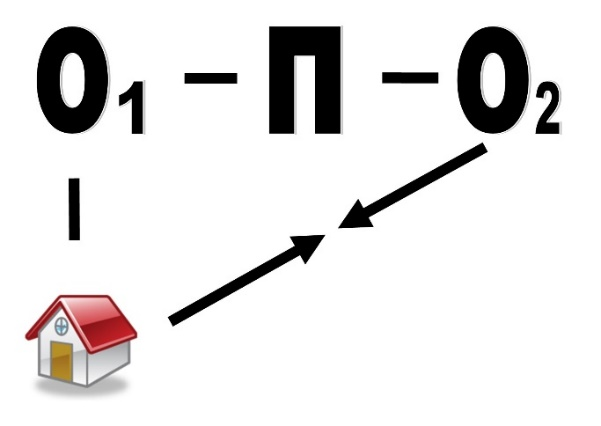 О₁ – П – О₂